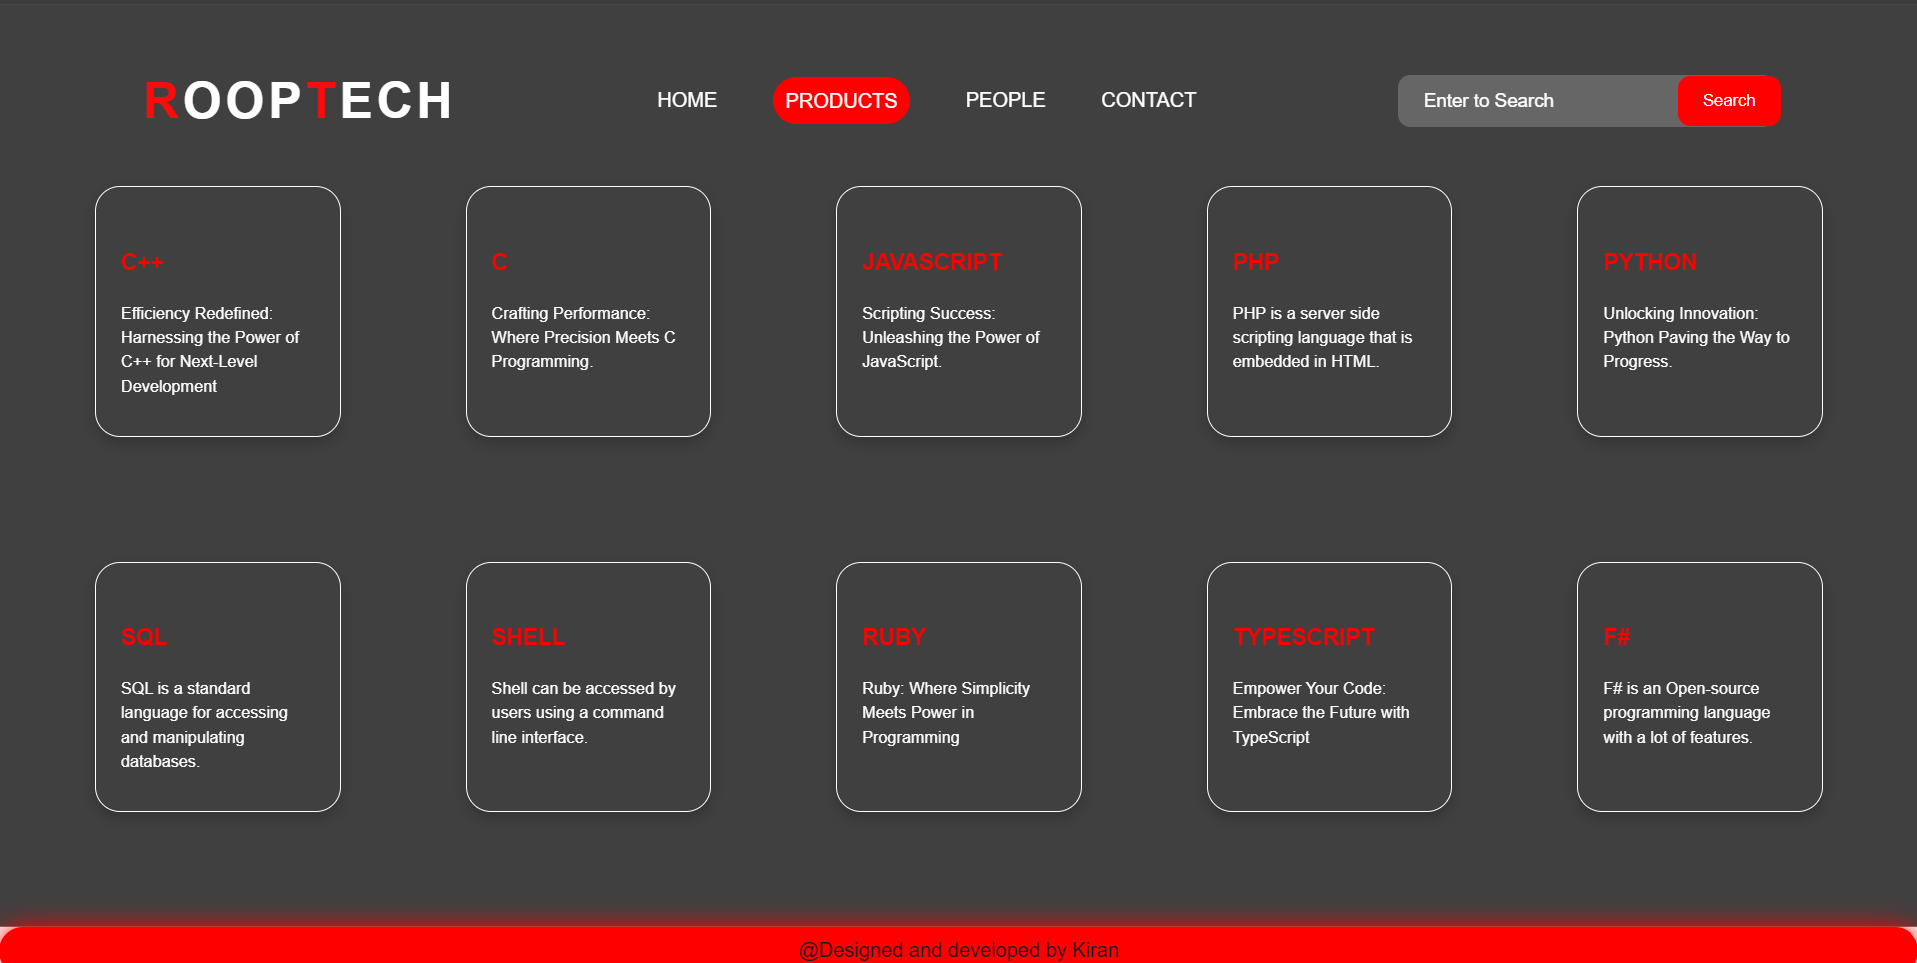 ROOPTECH
HOME
PRODUCTS
PEOPLE
CONTACT
Enter to Search
Search
C++
Efficiency Redefined:
Harnessing the Power of
C++ for Next-Level
Development
C
Crafting Performance:
Where Precision Meets C
Programming.
JAVASCRIPT
Scripting Success:
Unleashing the Power of
JavaScript.
PHP
PHP is a server side
scripting language that is
embedded in HTML.
PYTHON
Unlocking Innovation:
Python Paving the Way to
Progress.
SQL
SQL is a standard
language for accessing
and manipulating
databases.
SHELL
Shell can be accessed by
users using a command
line interface.
RUBY
Ruby: Where Simplicity
Meets Power in
Programming
TYPESCRIPT
Empower Your Code:
Embrace the Future with
TypeScript
F#
F# is an Open-source
programming language
with a lot of features.
@Designed and developed by Kiran